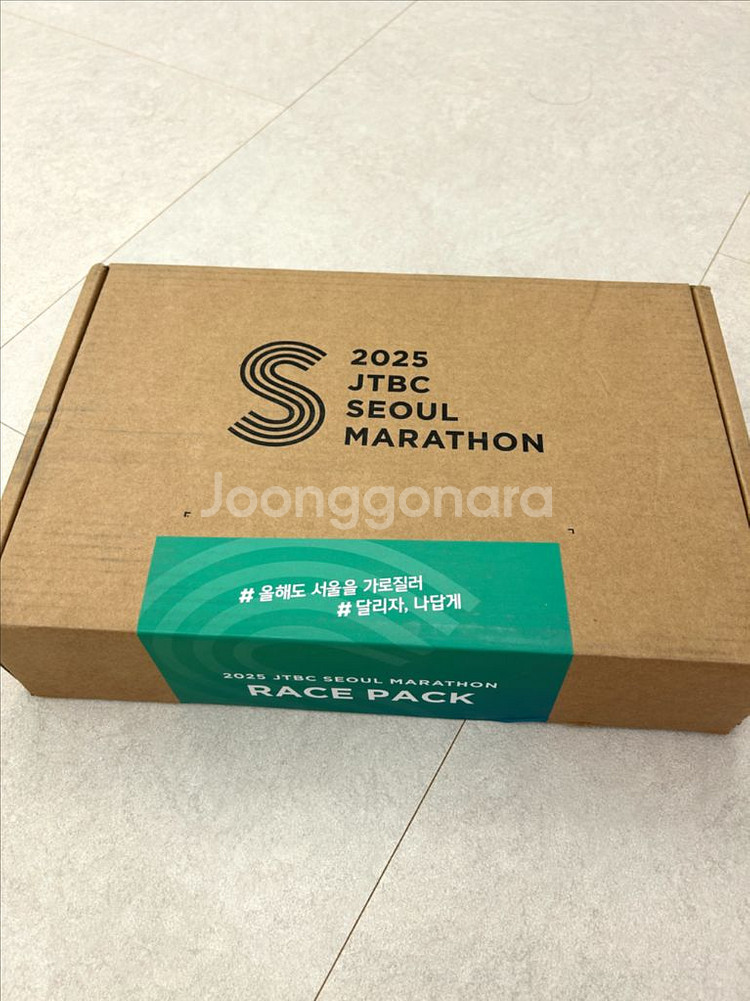 2025
JTBC
SEOUL
MARATHON
Joonggonara
# 올해도 서울을 가로질러
# 달리자, 나답게
2025 JTBC SEOUL MARATHON
RACE PACK